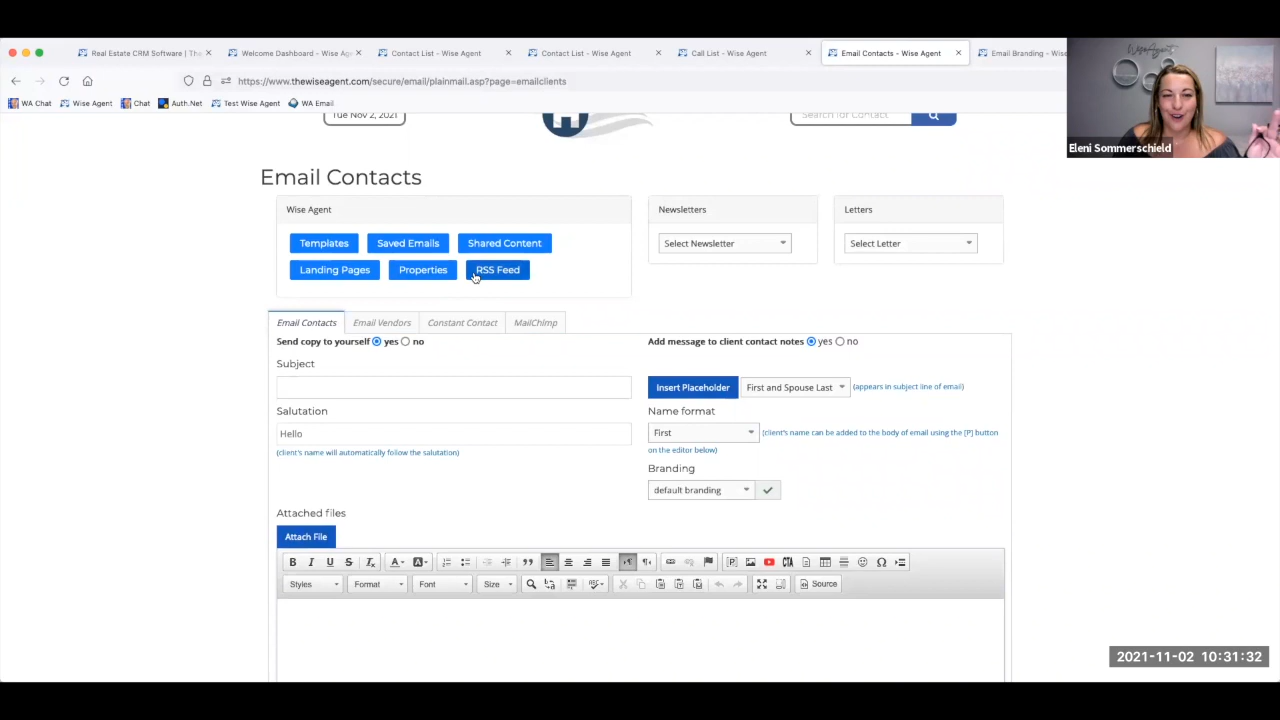 Real Estate CRM Software | The
Welcome Dashboard - Wise Age
Contact List - Wise Agent
Contact List - Wise Agent
Call List - Wise Agent
Email Contacts - Wise Agent
Email Branding - Wise
https://www.thewiseagent.com/secure/email/plainmail.asp?page=emailclients
WA Chat
Wise Agent
Chat
Auth.Net
Test Wise Agent
WA Email
Wise Agent
Eleni Sommerschield
Tue Nov 2, 2021
Search for Contact
Email Contacts
Wise Agent
Newsletters
Letters
Templates
Saved Emails
Shared Content
Select Newsletter
Select Letter
Landing Pages
Properties
RSS Feed
Email Contacts
Email Vendors
Constant Contact
MailChimp
Send copy to yourself yes no
Add message to client contact notes yes no
Subject
Insert Placeholder
First and Spouse Last
(appears in subject line of email)
Salutation
Name format
Hello
First
(client's name can be added to the body of email using the [P] button
on the editor below)
(client's name will automatically follow the salutation)
Branding
default branding
Attached files
Attach File
Styles
Format
Font
Size
Source
2021-11-02 10:31:32